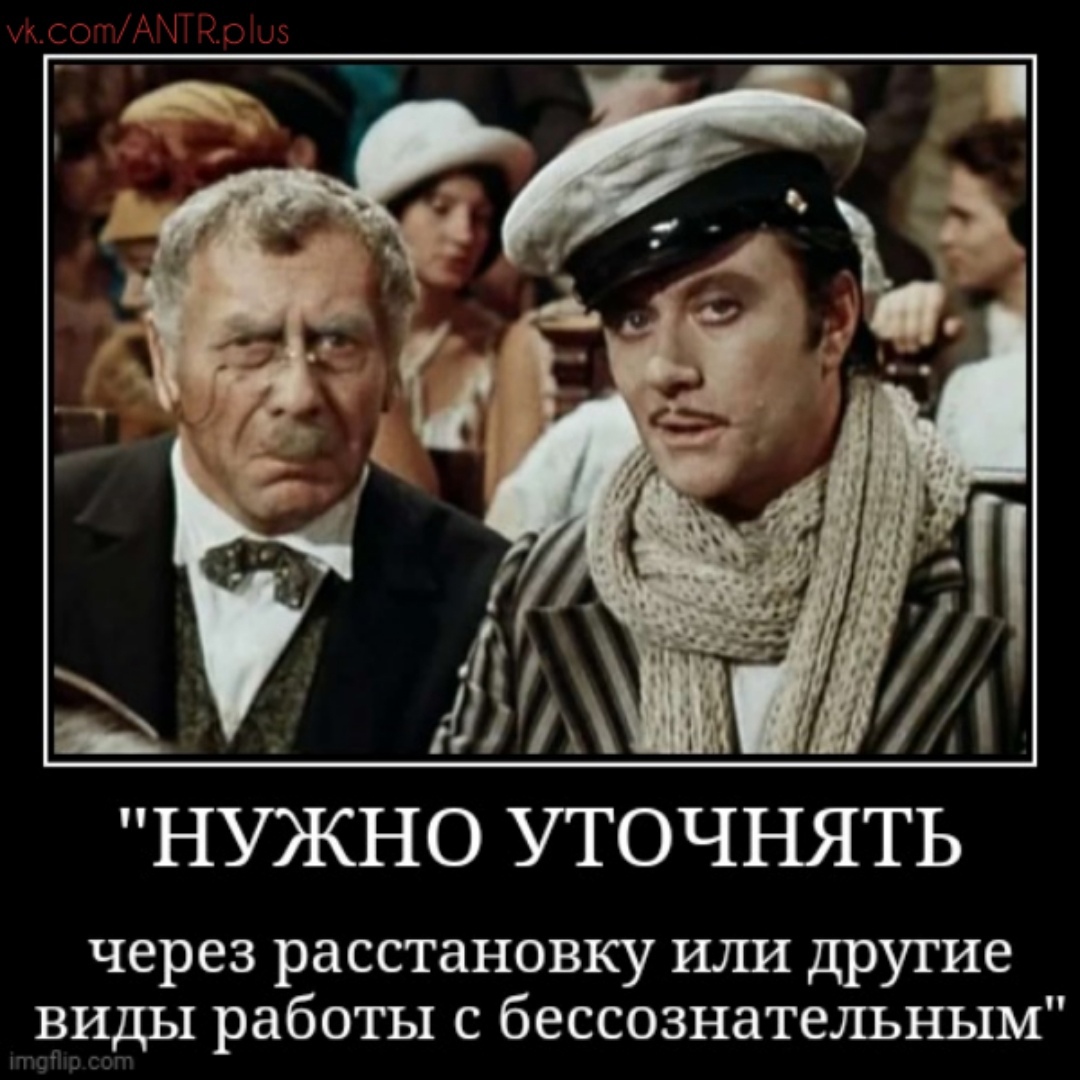 vk.com/ANTR.plus
"НУЖНО УТОЧНЯТЬ
через расстановку или другие
виды работы с бессознательным"
imgflip.com